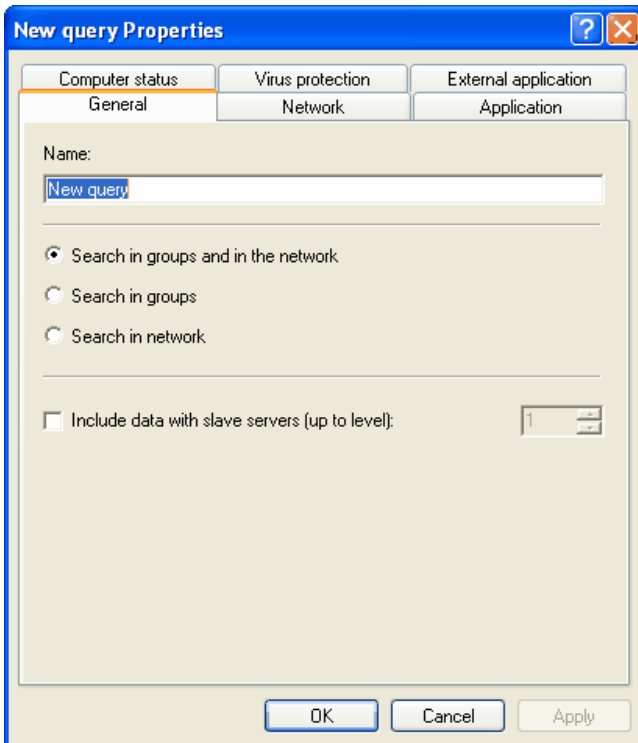 New query Properties
Computer status Virus protection External application
General Network Application
Name:
New query
Search in groups and in the network
Search in groups
Search in network
Include data with slave servers (up to level): 1
OK Cancel Apply